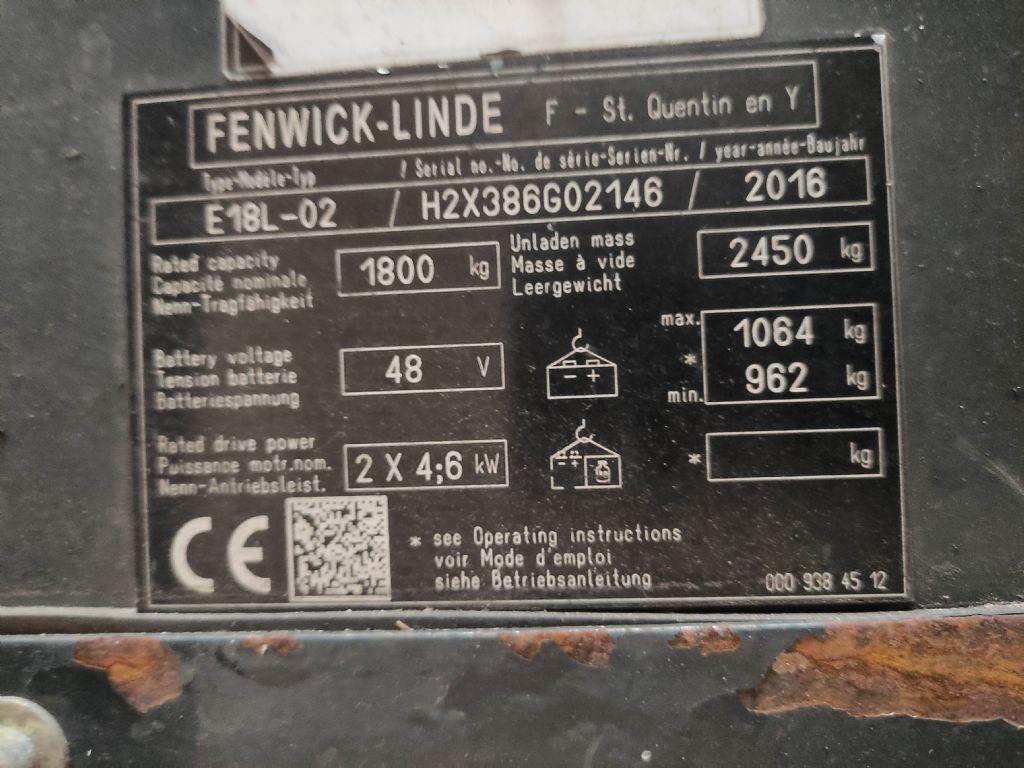 FENWICK-LINDE F - St. Quentin en Y
Type-Modèle-Typ / Serial no.-No. de série-Serien-Nr. / year-année-Baujahr
E18L-02 / H2X386G02146 / 2016
Rated capacity
Capacité nominale
Nenn-Tragfähigkeit
1800 kg
Unladen mass
Masse à vide
Leergewicht
2450 kg
Battery voltage
Tension batterie
Batteriespannung
48 V
- +
max. 1064 kg
*
min. 962 kg
Rated drive power
Puissance motr.nom.
Nenn-Antriebsleist.
2 X 4;6 kW
- +
* kg
CE
* see Operating instructions
voir Mode d'emploi
siehe Betriebsanleitung
000 938 45 12